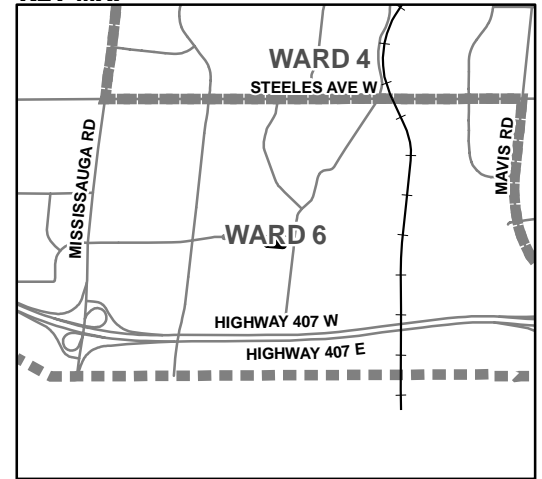 WARD 4
STEELES AVE W
MISSISSAUGA RD
MAVIS RD
WARD 6
HIGHWAY 407 W
HIGHWAY 407 E